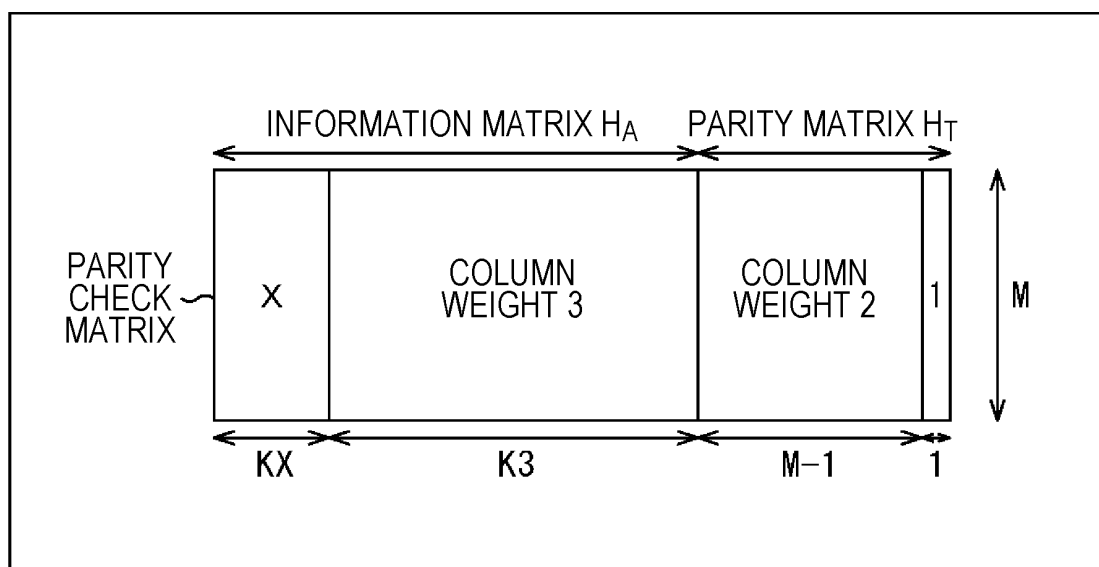 INFORMATION MATRIX HA
PARITY MATRIX HT
PARITY
CHECK
MATRIX
X
COLUMN
WEIGHT 3
COLUMN
WEIGHT 2
1
M
KX
K3
M-1
1